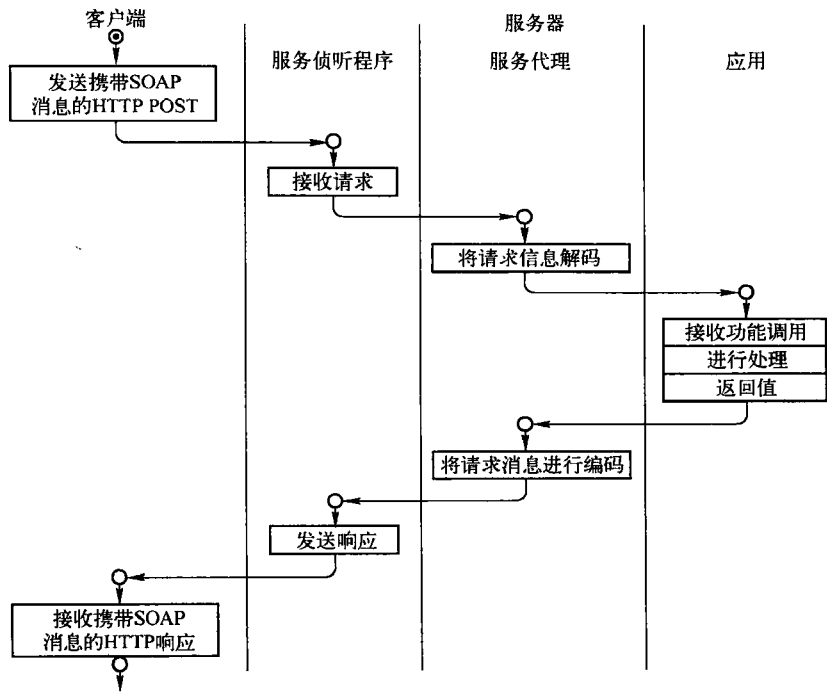 客户端
服务器
服务侦听程序
服务代理
应用
发送携带SOAP
消息的HTTP POST
接收请求
将请求信息解码
接收功能调用
进行处理
返回值
将请求消息进行编码
发送响应
接收携带SOAP
消息的HTTP响应